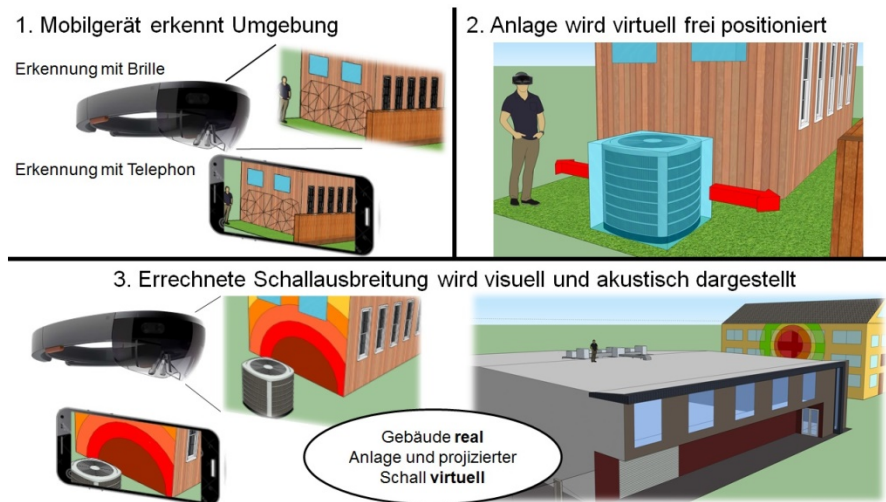 1. Mobilgerät erkennt Umgebung
Erkennung mit Brille
Erkennung mit Telephon
2. Anlage wird virtuell frei positioniert
3. Errechnete Schallausbreitung wird visuell und akustisch dargestellt
Gebäude real
Anlage und projizierter
Schall virtuell